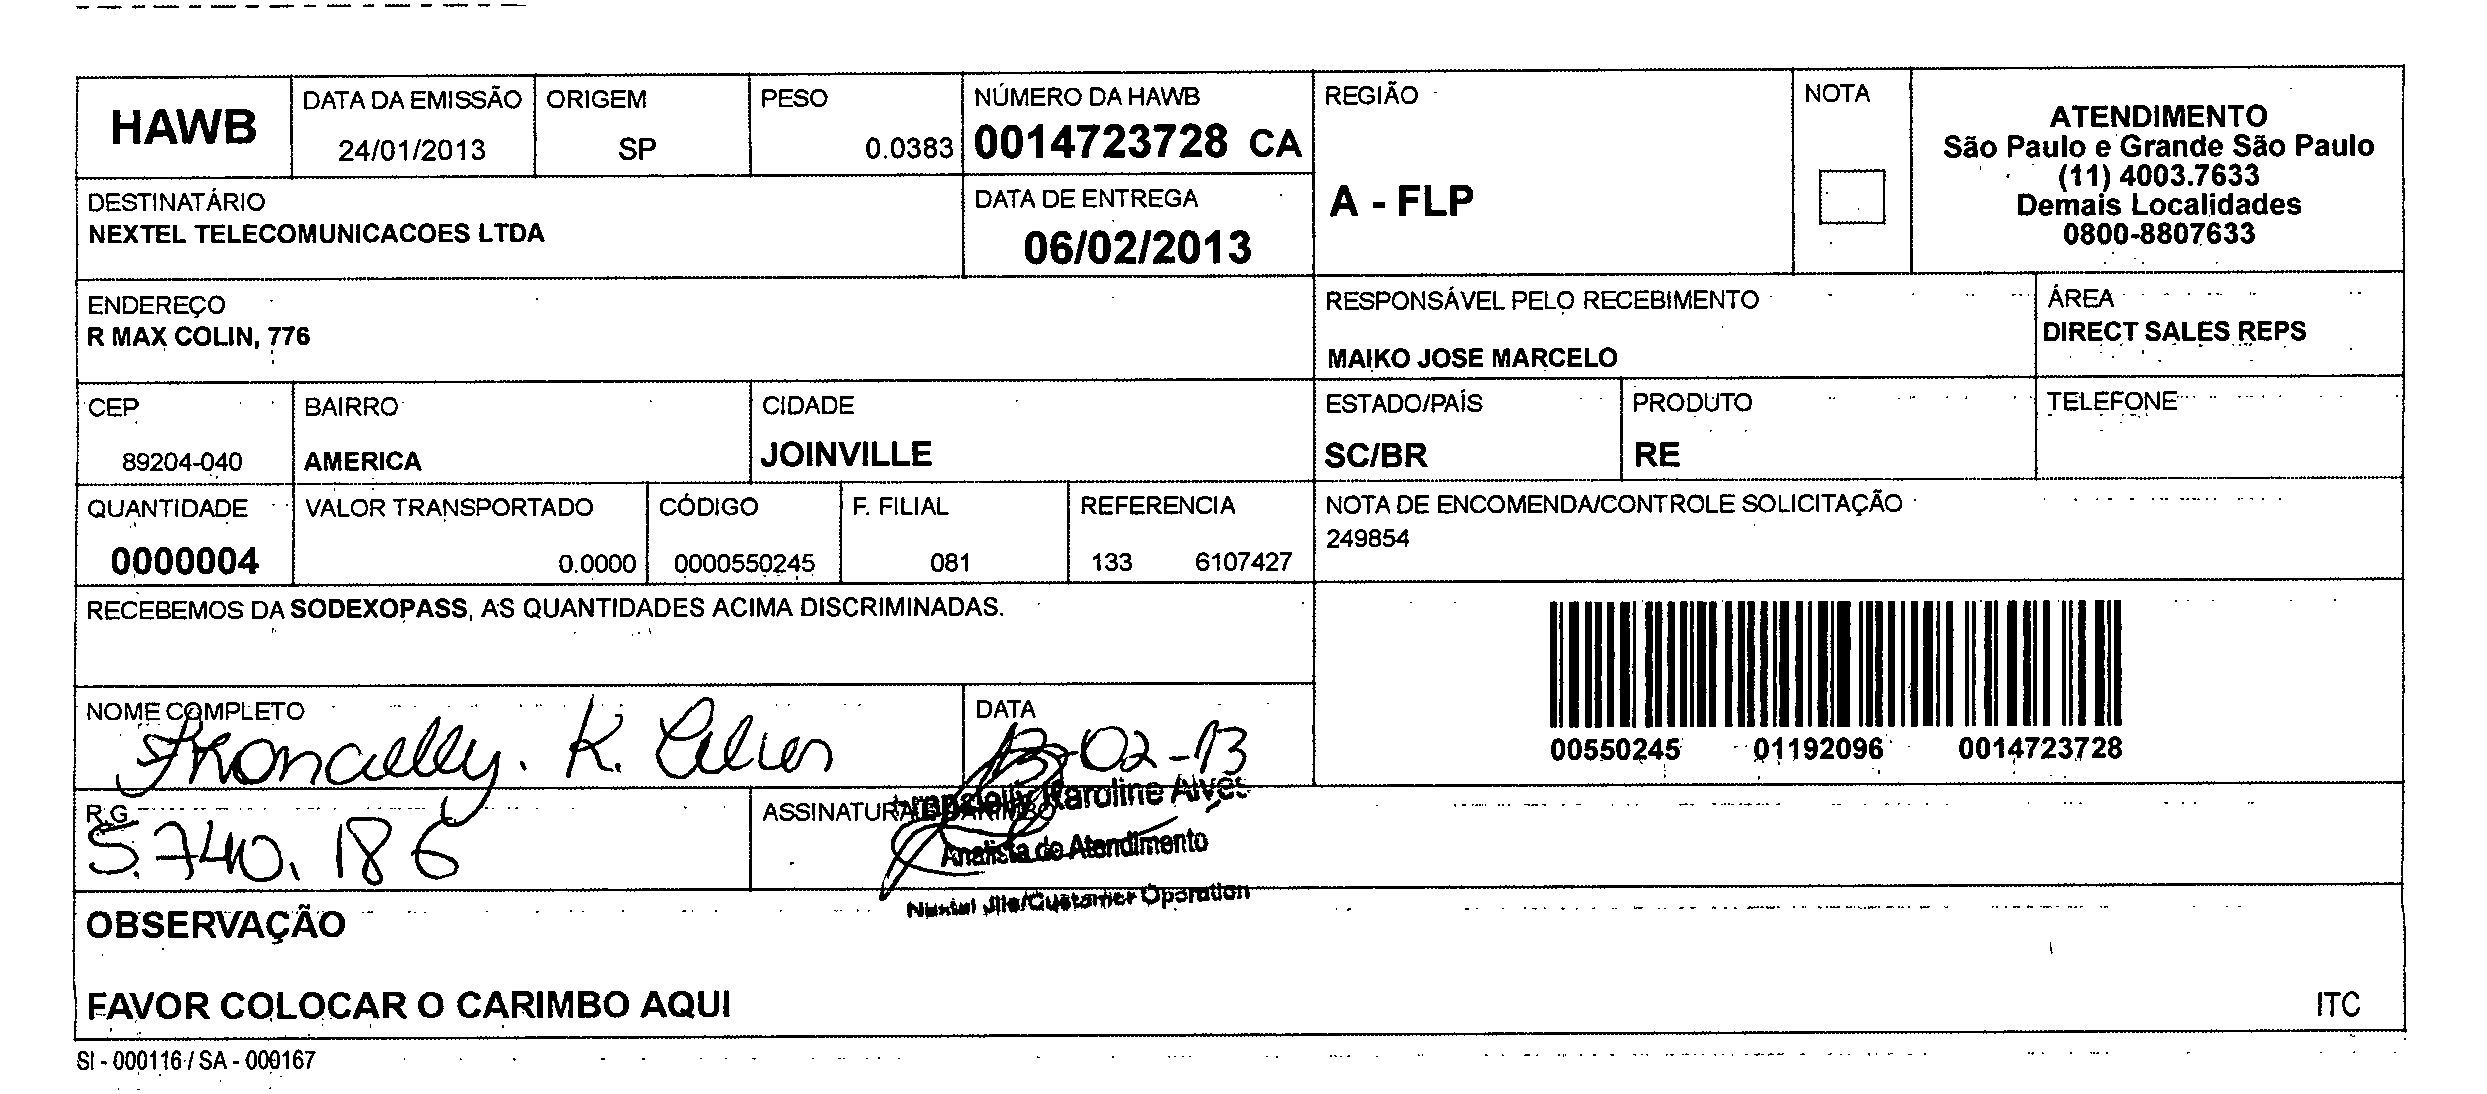 HAWB
DATA DA EMISSÃO
24/01/2013
ORIGEM
SP
PESO
0.0383
NÚMERO DA HAWB
0014723728 CA
REGIÃO
A - FLP
NOTA
ATENDIMENTO
São Paulo e Grande São Paulo
(11) 4003.7633
Demais Localidades
0800-8807633
DESTINATÁRIO
NEXTEL TELECOMUNICACOES LTDA
DATA DE ENTREGA
06/02/2013
ENDEREÇO
R MAX COLIN, 776
RESPONSÁVEL PELO RECEBIMENTO
MAIKO JOSE MARCELO
ÁREA
DIRECT SALES REPS
CEP
89204-040
BAIRRO
AMERICA
CIDADE
JOINVILLE
ESTADO/PAÍS
SC/BR
PRODUTO
RE
TELEFONE
QUANTIDADE
0000004
VALOR TRANSPORTADO
0.0000
CÓDIGO
0000550245
F. FILIAL
081
REFERENCIA
133 6107427
NOTA DE ENCOMENDA/CONTROLE SOLICITAÇÃO
249854
RECEBEMOS DA SODEXOPASS, AS QUANTIDADES ACIMA DISCRIMINADAS.
00550245 01192096 0014723728
NOME COMPLETO
K.
DATA
13-02-13
R.G
5.740.186
ASSINATURA E CARIMBO
Karoline Alves
Analista de Atendimento
Nextel Jlle/Customer Operation
OBSERVAÇÃO
FAVOR COLOCAR O CARIMBO AQUI
ITC
SI - 000116 / SA - 000167